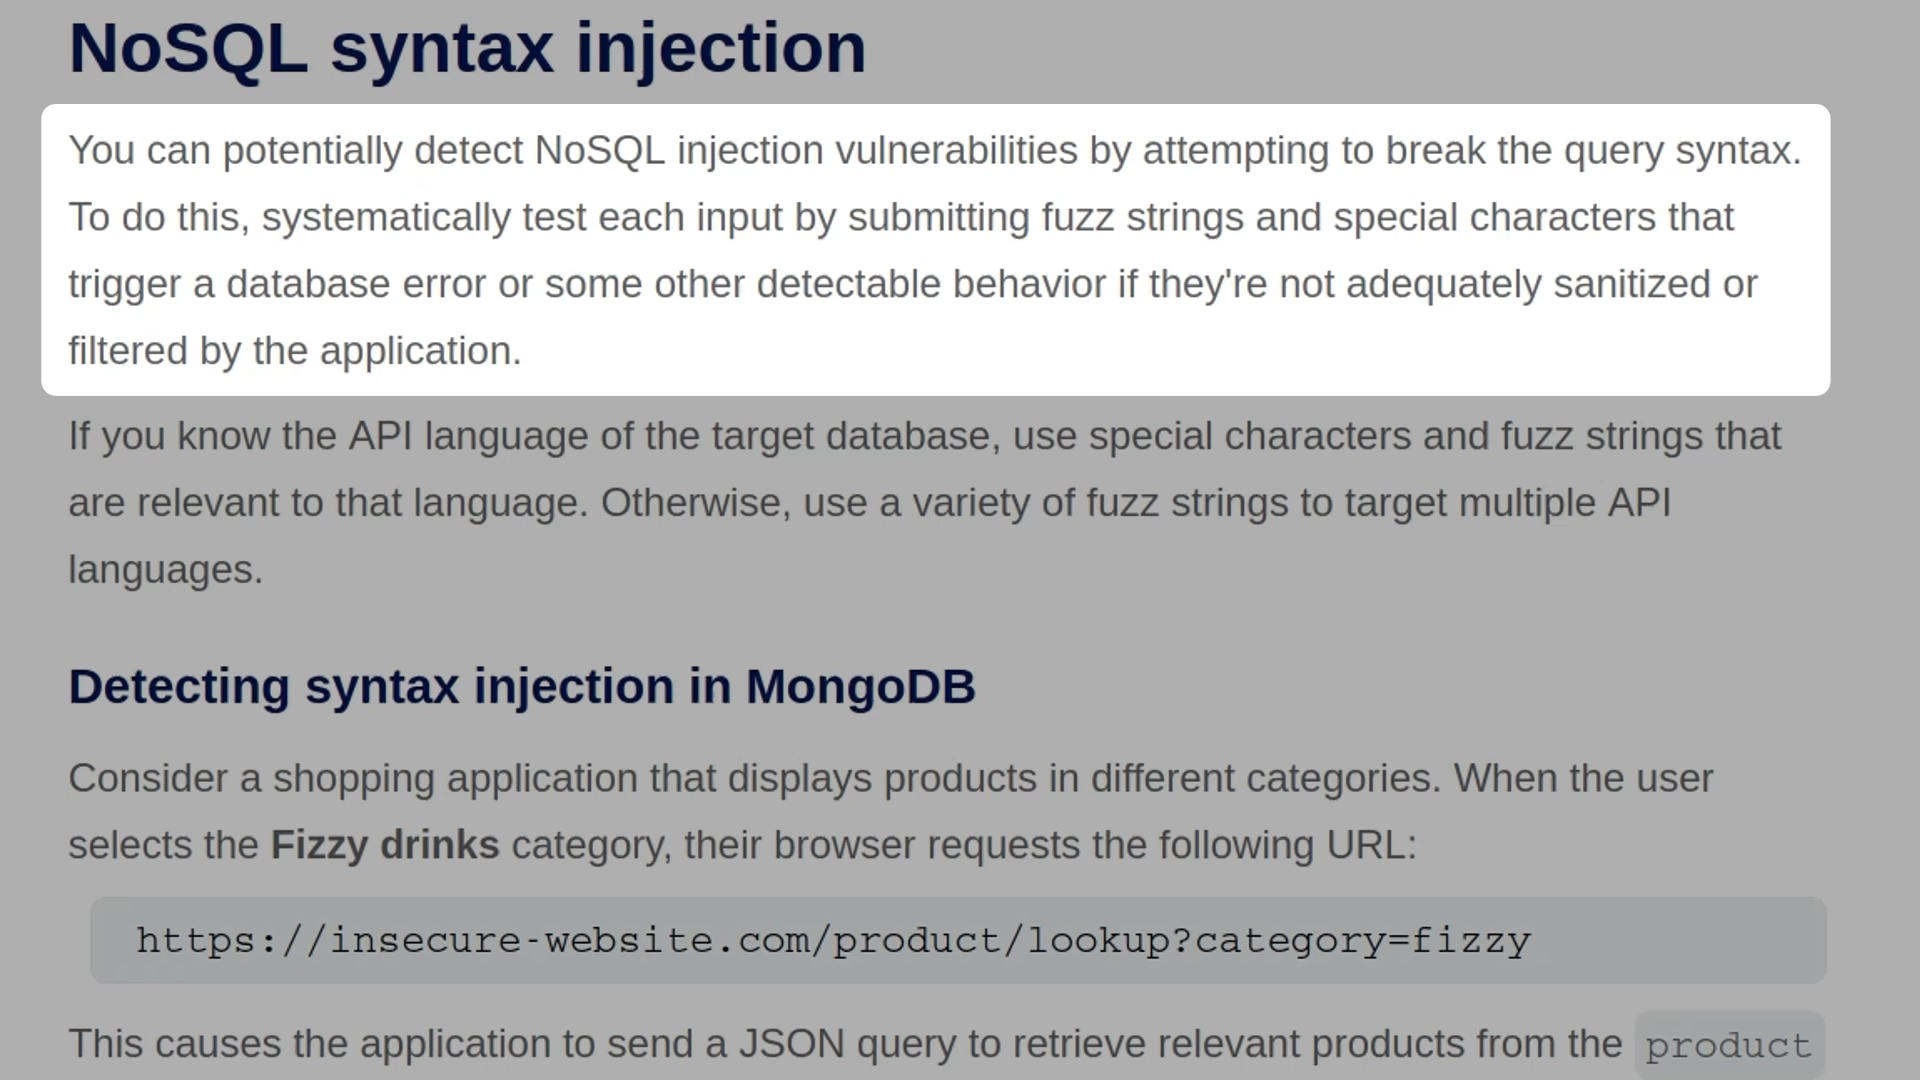 NoSQL syntax injection
You can potentially detect NoSQL injection vulnerabilities by attempting to break the query syntax.
To do this, systematically test each input by submitting fuzz strings and special characters that
trigger a database error or some other detectable behavior if they're not adequately sanitized or
filtered by the application.
If you know the API language of the target database, use special characters and fuzz strings that
are relevant to that language. Otherwise, use a variety of fuzz strings to target multiple API
languages.
Detecting syntax injection in MongoDB
Consider a shopping application that displays products in different categories. When the user
selects the Fizzy drinks category, their browser requests the following URL:
https://insecure-website.com/product/lookup?category=fizzy
This causes the application to send a JSON query to retrieve relevant products from the product